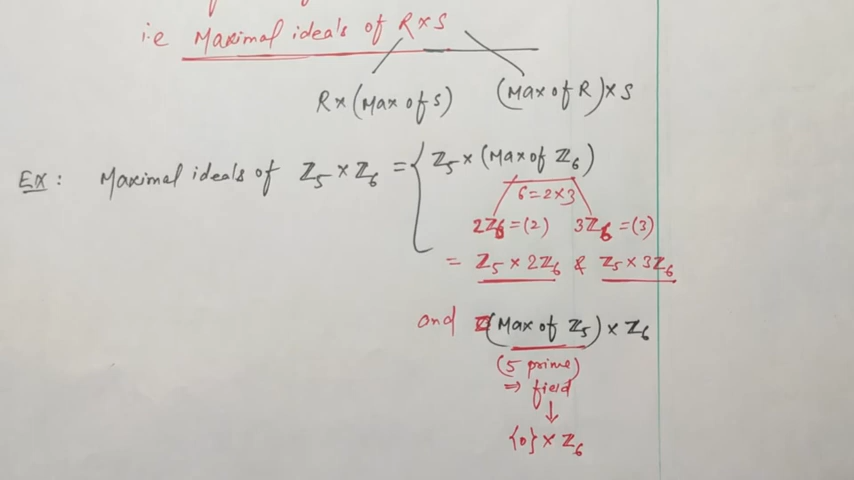 i.e Maximal ideals of R×S
R×(Max of S) (Max of R)×S
Ex: Maximal ideals of ℤ5×ℤ6 = { ℤ5×(Max of ℤ6)
6=2×3
2ℤ6=(2) 3ℤ6=(3)
= ℤ5×2ℤ6 & ℤ5×3ℤ6
and (Max of ℤ5)×ℤ6
(5 prime)
⇒ field
↓
{0}×ℤ6